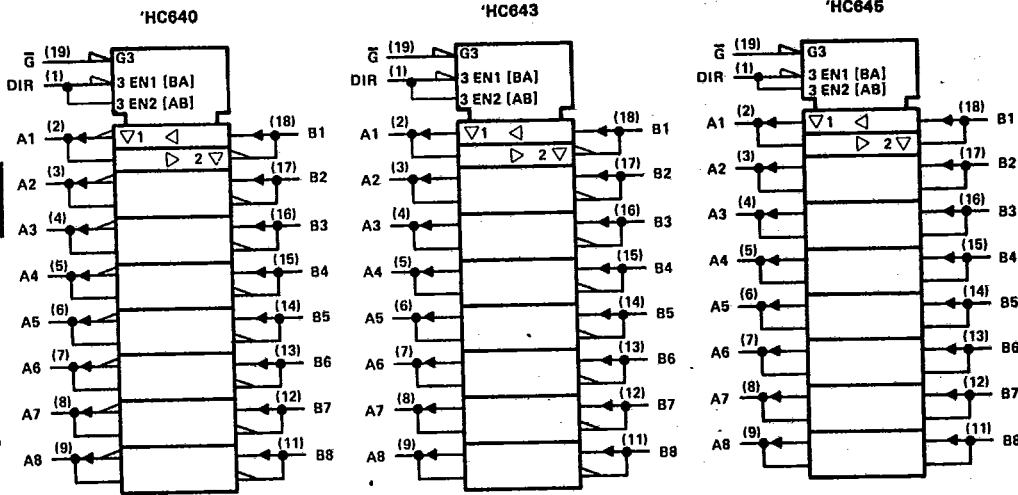 'HC640
G̅ (19) G3
DIR (1) 3 EN1 [BA]
3 EN2 [AB]
A1 (2) ▽1 ◁ (18) B1
▷ 2▽
A2 (3) (17) B2
A3 (4) (16) B3
A4 (5) (15) B4
A5 (6) (14) B5
A6 (7) (13) B6
A7 (8) (12) B7
A8 (9) (11) B8
'HC643
G̅ (19) G3
DIR (1) 3 EN1 [BA]
3 EN2 [AB]
A1 (2) ▽1 ◁ (18) B1
▷ 2▽
A2 (3) (17) B2
A3 (4) (16) B3
A4 (5) (15) B4
A5 (6) (14) B5
A6 (7) (13) B6
A7 (8) (12) B7
A8 (9) (11) B8
'HC645
G̅ (19) G3
DIR (1) 3 EN1 [BA]
3 EN2 [AB]
A1 (2) ▽1 ◁ (18) B1
▷ 2▽
A2 (3) (17) B2
A3 (4) (16) B3
A4 (5) (15) B4
A5 (6) (14) B5
A6 (7) (13) B6
A7 (8) (12) B7
A8 (9) (11) B8